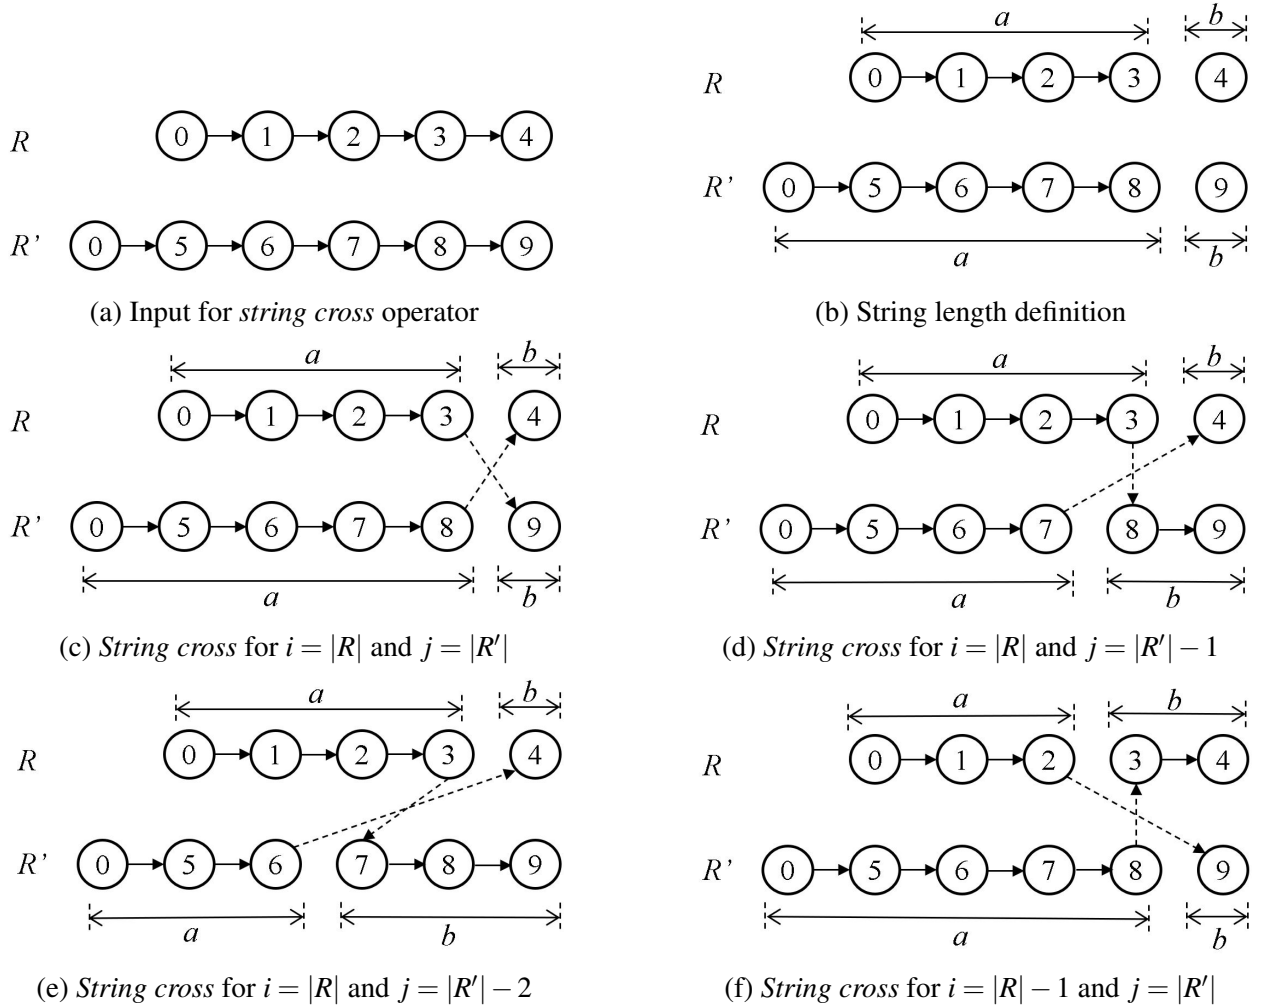 a b
R 0 1 2 3 4
R 0 1 2 3 4
R' 0 5 6 7 8 9
R' 0 5 6 7 8 9
a b
(a) Input for string cross operator
(b) String length definition
a b
R 0 1 2 3 4
R' 0 5 6 7 8 9
a b
(c) String cross for i = |R| and j = |R'|
a b
R 0 1 2 3 4
R' 0 5 6 7 8 9
a b
(d) String cross for i = |R| and j = |R'| − 1
a b
R 0 1 2 3 4
R' 0 5 6 7 8 9
a b
(e) String cross for i = |R| and j = |R'| − 2
a b
R 0 1 2 3 4
R' 0 5 6 7 8 9
a b
(f) String cross for i = |R| − 1 and j = |R'|